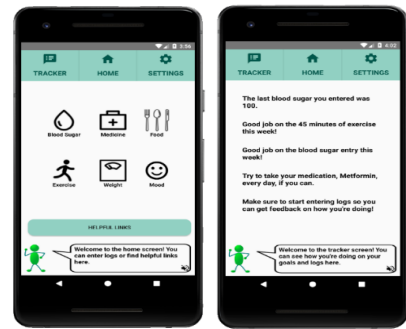 3:56
TRACKER
HOME
SETTINGS
Blood Sugar
Medicine
Food
Exercise
Weight
Mood
HELPFUL LINKS
Welcome to the home screen! You
can enter logs or find helpful links
here.
4:02
TRACKER
HOME
SETTINGS
The last blood sugar you entered was
100.
Good job on the 45 minutes of exercise
this week!
Good job on the blood sugar entry this
week!
Try to take your medication, Metformin,
every day, if you can.
Make sure to start entering logs so you
can get feedback on how you're doing!
Welcome to the tracker screen! You
can see how you're doing on your
goals and logs here.